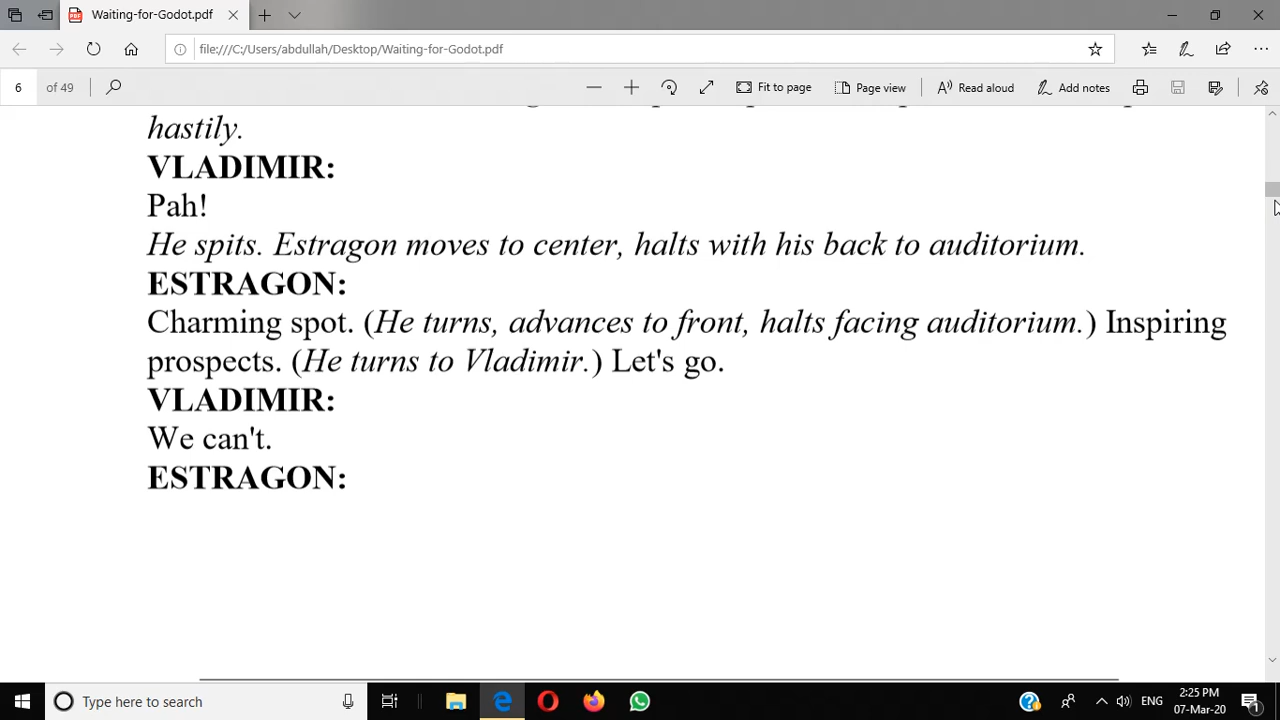 Waiting-for-Godot.pdf
file:///C:/Users/abdullah/Desktop/Waiting-for-Godot.pdf
6 of 49 Fit to page Page view Read aloud Add notes
hastily.
VLADIMIR:
Pah!
He spits. Estragon moves to center, halts with his back to auditorium.
ESTRAGON:
Charming spot. (He turns, advances to front, halts facing auditorium.) Inspiring
prospects. (He turns to Vladimir.) Let's go.
VLADIMIR:
We can't.
ESTRAGON:
Type here to search
ENG
2:25 PM
07-Mar-20
1